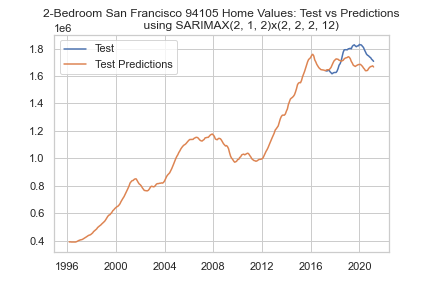 2-Bedroom San Francisco 94105 Home Values: Test vs Predictions
using SARIMAX(2, 1, 2)x(2, 2, 2, 12)
1e6
Test
Test Predictions
1.8
1.6
1.4
1.2
1.0
0.8
0.6
0.4
1996 2000 2004 2008 2012 2016 2020